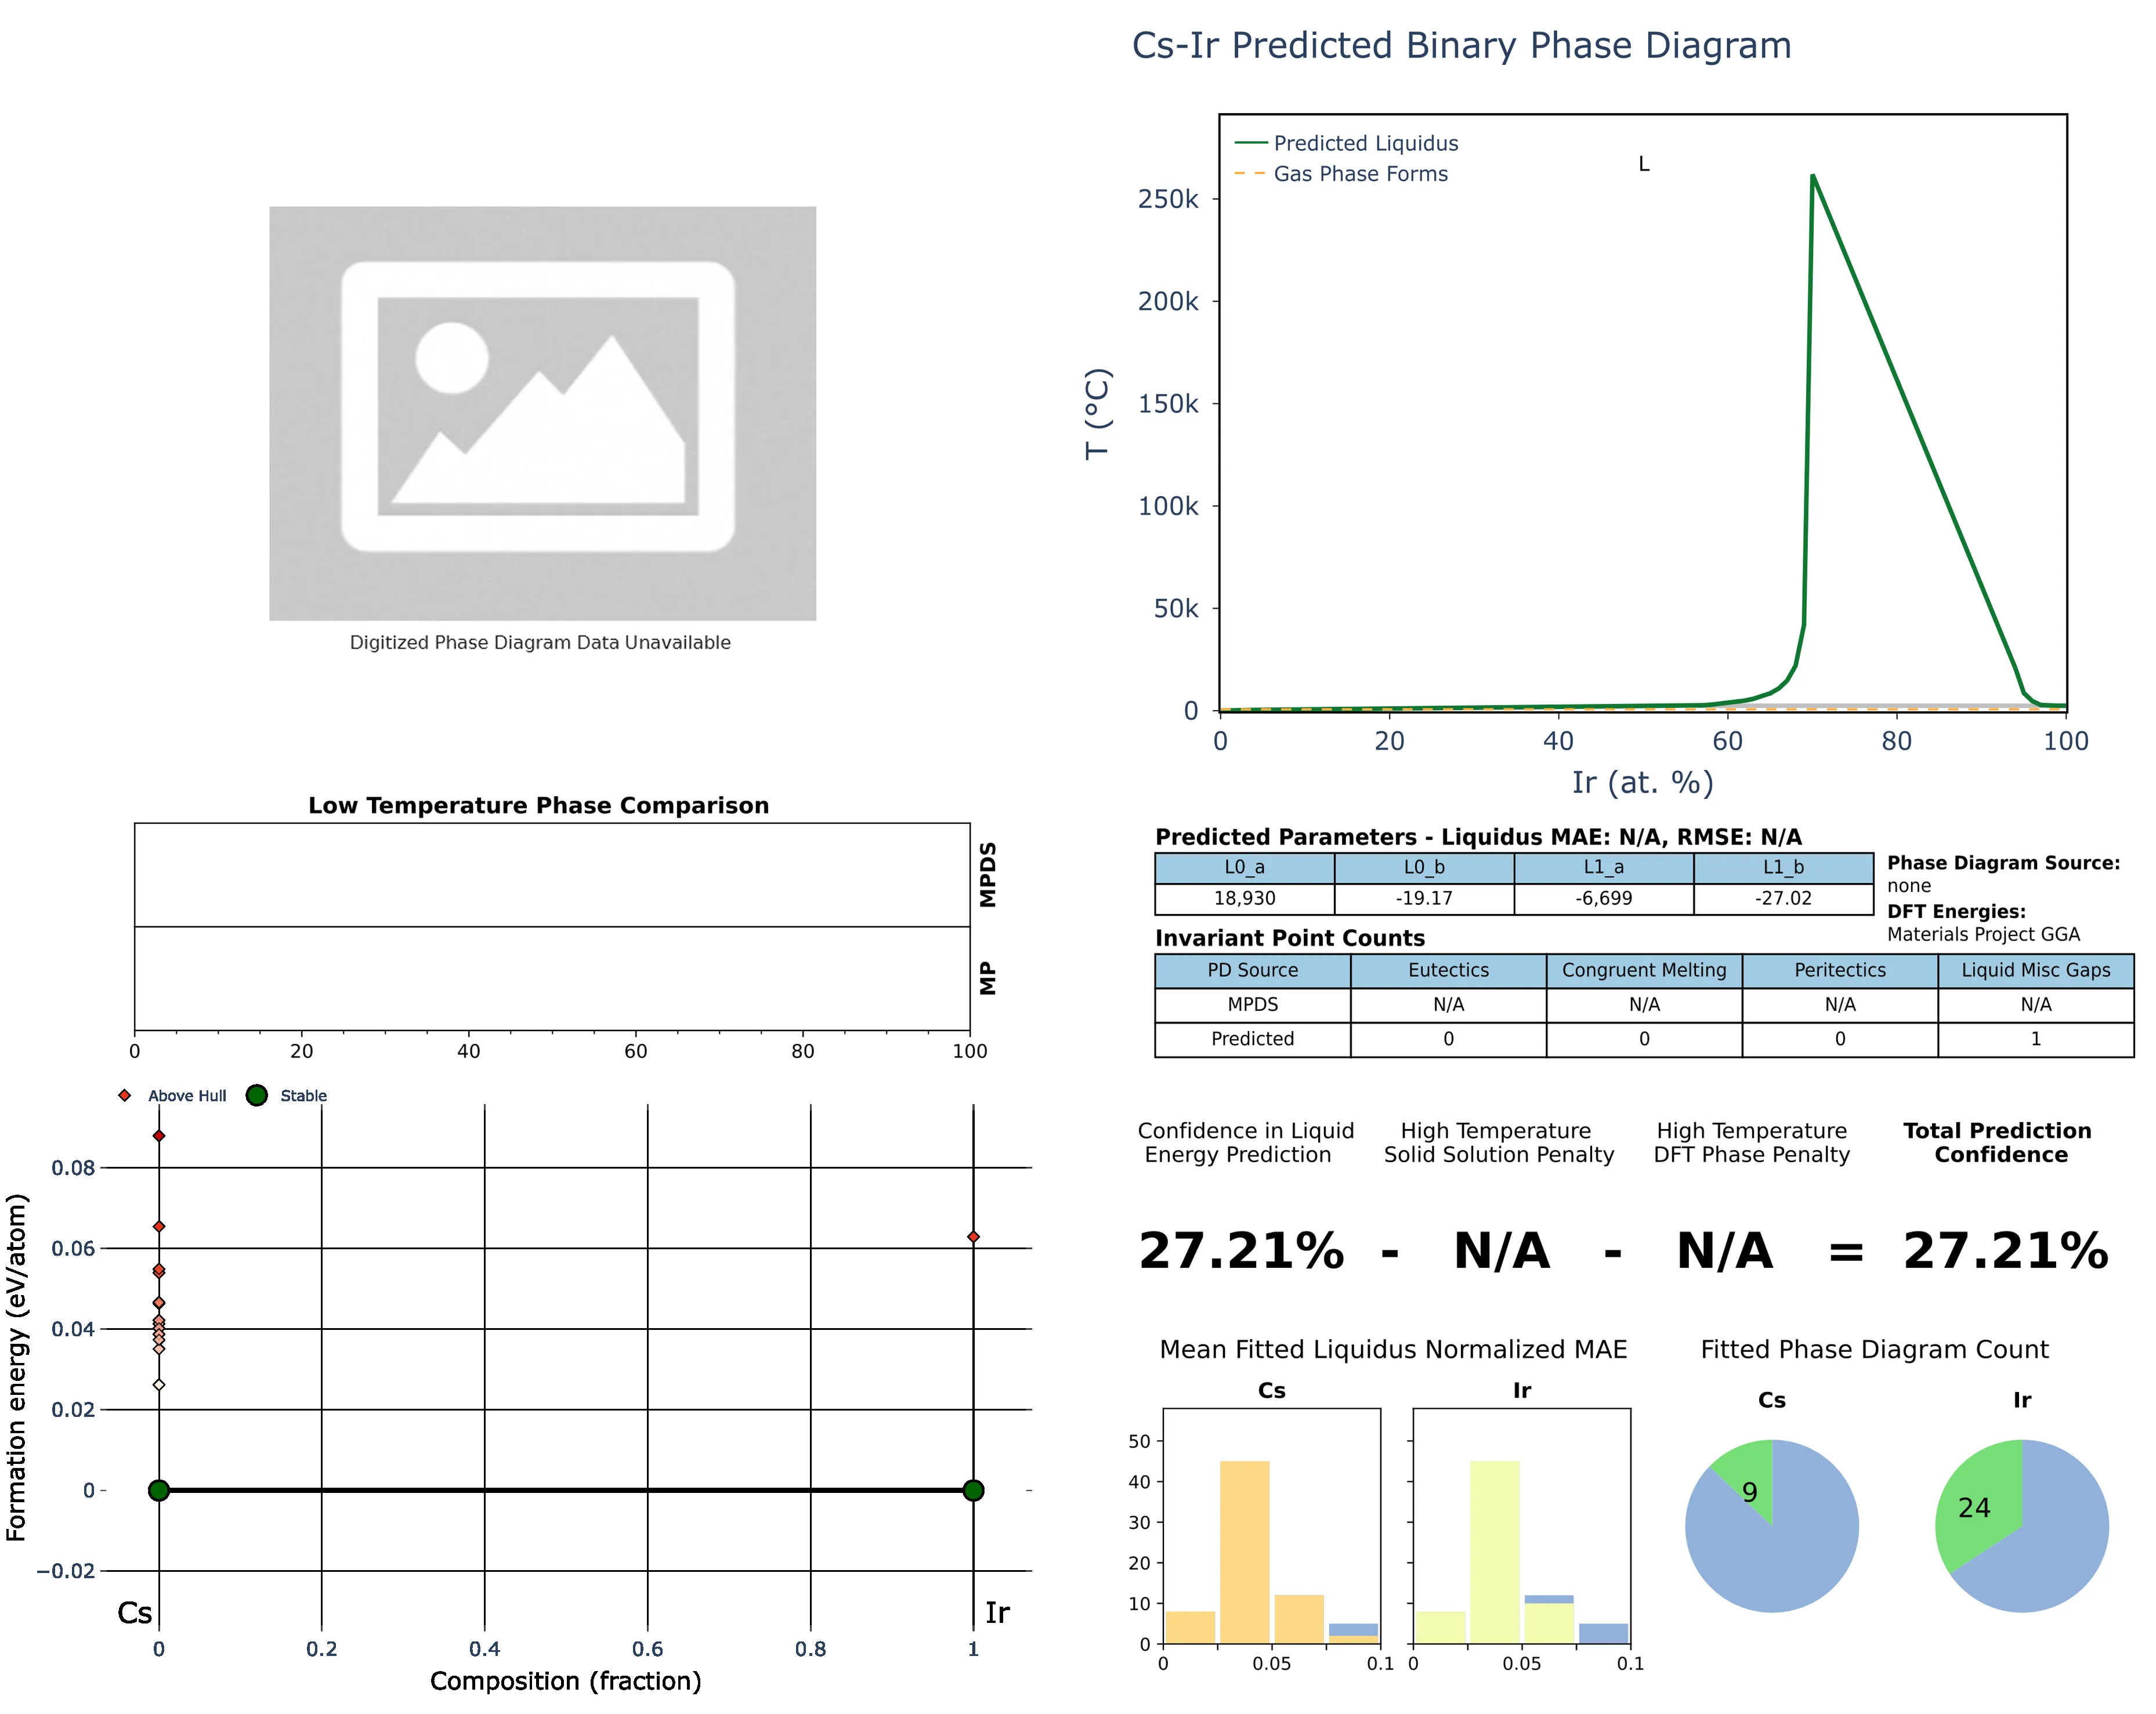 Cs-Ir Predicted Binary Phase Diagram
Predicted Liquidus
Gas Phase Forms
L
250k
200k
150k
100k
50k
0
T (°C)
0 20 40 60 80 100
Ir (at. %)
Digitized Phase Diagram Data Unavailable
Low Temperature Phase Comparison
MPDS
MP
0 20 40 60 80 100
Predicted Parameters - Liquidus MAE: N/A, RMSE: N/A
L0_a L0_b L1_a L1_b
18,930 -19.17 -6,699 -27.02
Phase Diagram Source:
none
DFT Energies:
Materials Project GGA
Invariant Point Counts
PD Source Eutectics Congruent Melting Peritectics Liquid Misc Gaps
MPDS N/A N/A N/A N/A
Predicted 0 0 0 1
Above Hull Stable
0.08
0.06
0.04
0.02
0
−0.02
Formation energy (eV/atom)
Cs Ir
0 0.2 0.4 0.6 0.8 1
Composition (fraction)
Confidence in Liquid
Energy Prediction
High Temperature
Solid Solution Penalty
High Temperature
DFT Phase Penalty
Total Prediction
Confidence
27.21% - N/A - N/A = 27.21%
Mean Fitted Liquidus Normalized MAE
Cs Ir
50
40
30
20
10
0
0 0.05 0.1 0 0.05 0.1
Fitted Phase Diagram Count
Cs Ir
9 24